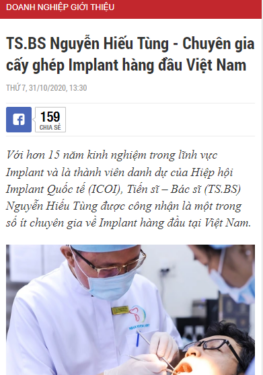 DOANH NGHIỆP GIỚI THIỆU
TS.BS Nguyễn Hiếu Tùng - Chuyên gia
cấy ghép Implant hàng đầu Việt Nam
THỨ 7, 31/10/2020, 13:30
159
CHIA SẺ
Với hơn 15 năm kinh nghiệm trong lĩnh vực
Implant và là thành viên danh dự của Hiệp hội
Implant Quốc tế (ICOI), Tiến sĩ – Bác sĩ (TS.BS)
Nguyễn Hiếu Tùng được công nhận là một trong
số ít chuyên gia về Implant hàng đầu tại Việt Nam.